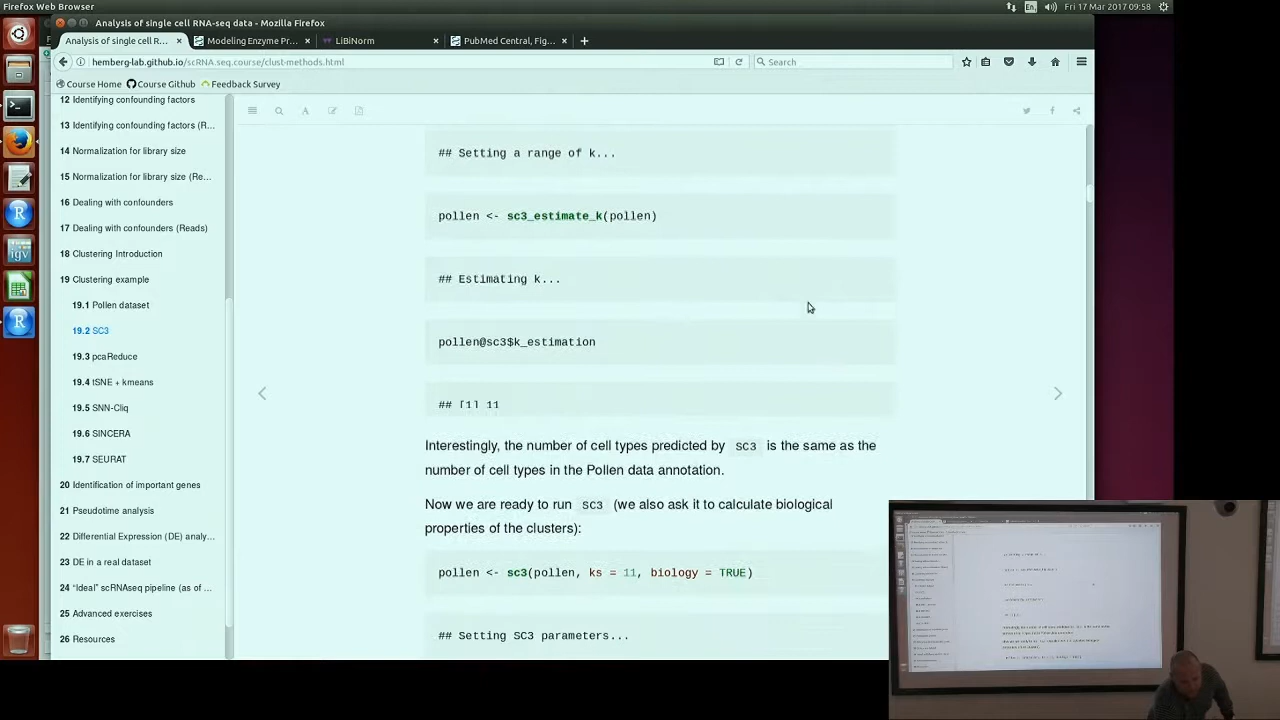 Firefox Web Browser
En
Fri 17 Mar 2017 09:58
Analysis of single cell RNA-seq data - Mozilla Firefox
Analysis of single cell R...
Modeling Enzyme Pr...
LiBiNorm
PubMed Central, Fig...
hemberg-lab.github.io/scRNA.seq.course/clust-methods.html
Search
Course Home
Course Github
Feedback Survey
12 Identifying confounding factors
13 Identifying confounding factors (R...
14 Normalization for library size
15 Normalization for library size (Re...
16 Dealing with confounders
17 Dealing with confounders (Reads)
18 Clustering Introduction
19 Clustering example
19.1 Pollen dataset
19.2 SC3
19.3 pcaReduce
19.4 tSNE + kmeans
19.5 SNN-Cliq
19.6 SINCERA
19.7 SEURAT
20 Identification of important genes
21 Pseudotime analysis
22 Differential Expression (DE) analy...
23 DE in a real dataset
24 “Ideal” scRNAseq pipeline (as of ...
25 Advanced exercises
26 Resources
A
## Setting a range of k...
pollen <- sc3_estimate_k(pollen)
## Estimating k...
pollen@sc3$k_estimation
## [1] 11
Interestingly, the number of cell types predicted by SC3 is the same as the
number of cell types in the Pollen data annotation.
Now we are ready to run SC3 (we also ask it to calculate biological
properties of the clusters):
pollen <- sc3(pollen, ks = 11, biology = TRUE)
## Setting SC3 parameters...
R
igv
R